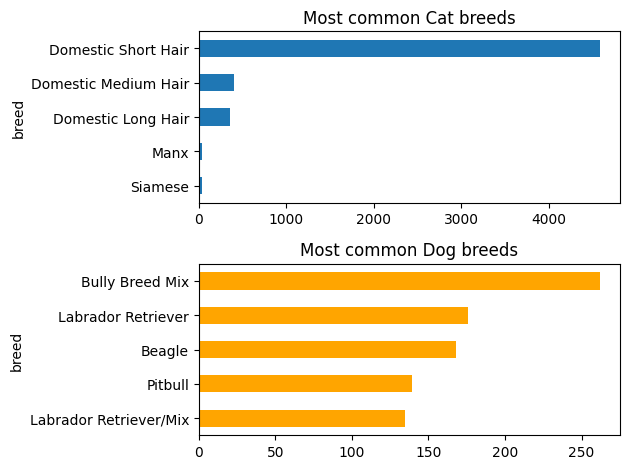 Most common Cat breeds
breed
Domestic Short Hair
Domestic Medium Hair
Domestic Long Hair
Manx
Siamese
0 1000 2000 3000 4000
Most common Dog breeds
breed
Bully Breed Mix
Labrador Retriever
Beagle
Pitbull
Labrador Retriever/Mix
0 50 100 150 200 250